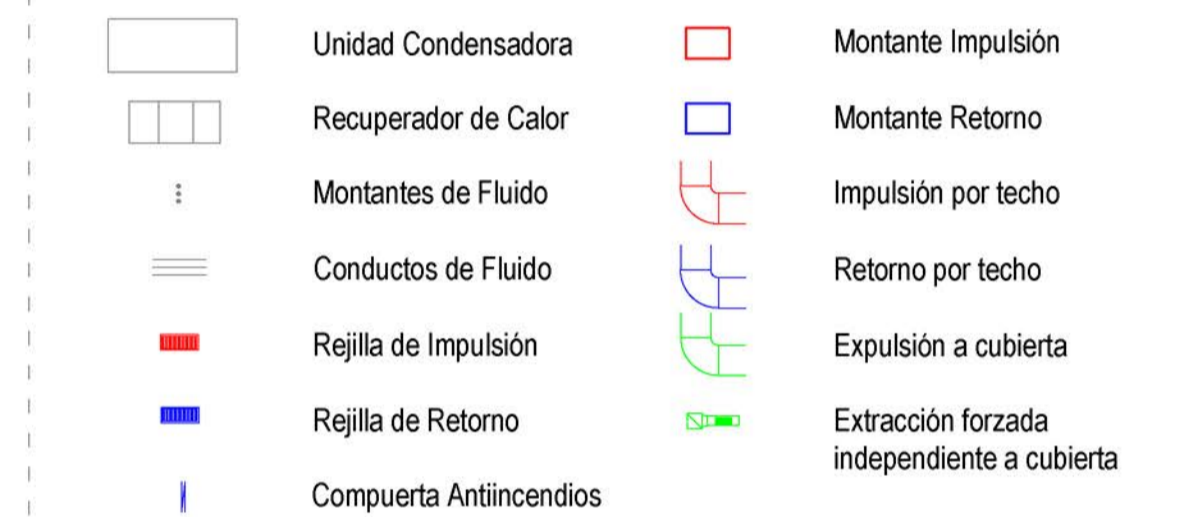 Unidad Condensadora
Recuperador de Calor
Montantes de Fluido
Conductos de Fluido
Rejilla de Impulsión
Rejilla de Retorno
Compuerta Antiincendios
Montante Impulsión
Montante Retorno
Impulsión por techo
Retorno por techo
Expulsión a cubierta
Extracción forzada
independiente a cubierta